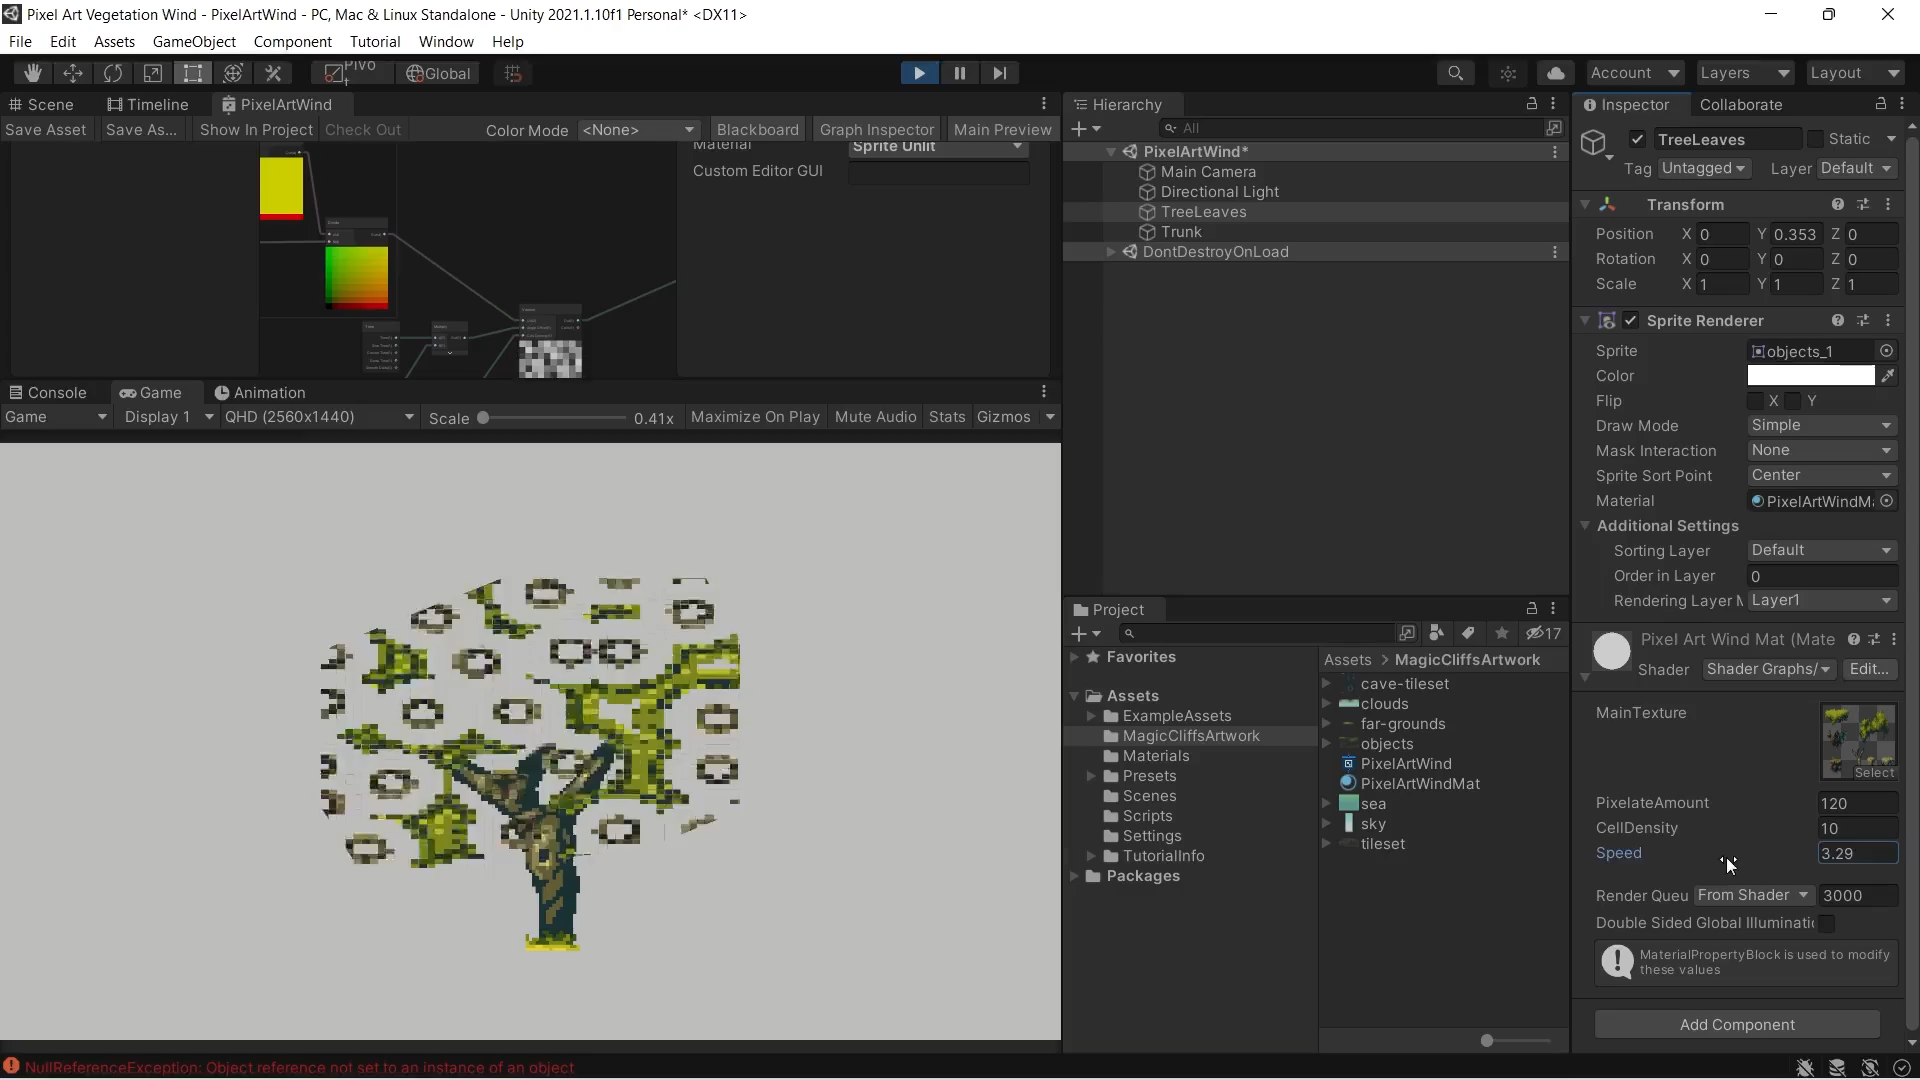 Pixel Art Vegetation Wind - PixelArtWind - PC, Mac & Linux Standalone - Unity 2021.1.10f1 Personal* <DX11>
File Edit Assets GameObject Component Tutorial Window Help
Pivo
Global
Account Layers Layout
Scene Timeline PixelArtWind
Save Asset Save As... Show In Project Check Out Color Mode <None> Blackboard Graph Inspector Main Preview
Material Sprite Unlit
Custom Editor GUI
Console Game Animation
Game Display 1 QHD (2560x1440) Scale 0.41x Maximize On Play Mute Audio Stats Gizmos
Hierarchy
All
PixelArtWind*
Main Camera
Directional Light
TreeLeaves
Trunk
DontDestroyOnLoad
Project
17
Favorites
Assets
ExampleAssets
MagicCliffsArtwork
Materials
Presets
Scenes
Scripts
Settings
TutorialInfo
Packages
Assets > MagicCliffsArtwork
cave-tileset
clouds
far-grounds
objects
PixelArtWind
PixelArtWindMat
sea
sky
tileset
Inspector Collaborate
TreeLeaves Static
Tag Untagged Layer Default
Transform
Position X 0 Y 0.353 Z 0
Rotation X 0 Y 0 Z 0
Scale X 1 Y 1 Z 1
Sprite Renderer
Sprite objects_1
Color
Flip X Y
Draw Mode Simple
Mask Interaction None
Sprite Sort Point Center
Material PixelArtWindMa
Additional Settings
Sorting Layer Default
Order in Layer 0
Rendering Layer M Layer1
Pixel Art Wind Mat (Mate
Shader Shader Graphs/ Edit...
MainTexture
Select
PixelateAmount 120
CellDensity 10
Speed 3.29
Render Queu From Shader 3000
Double Sided Global Illuminatic
MaterialPropertyBlock is used to modify
these values
Add Component
NullReferenceException: Object reference not set to an instance of an object